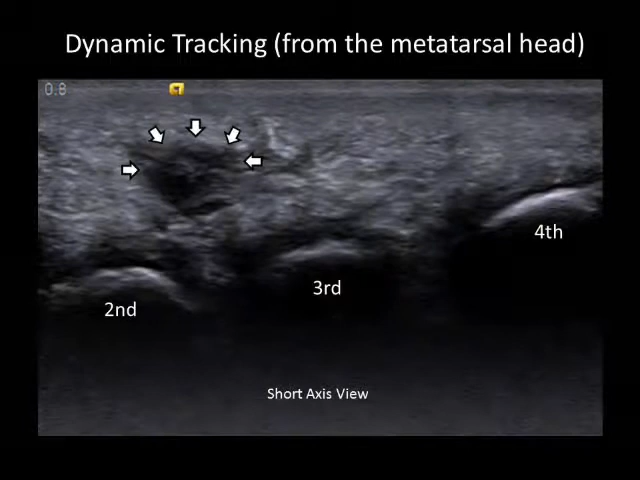 Dynamic Tracking (from the metatarsal head)
0.8
4th
3rd
2nd
Short Axis View